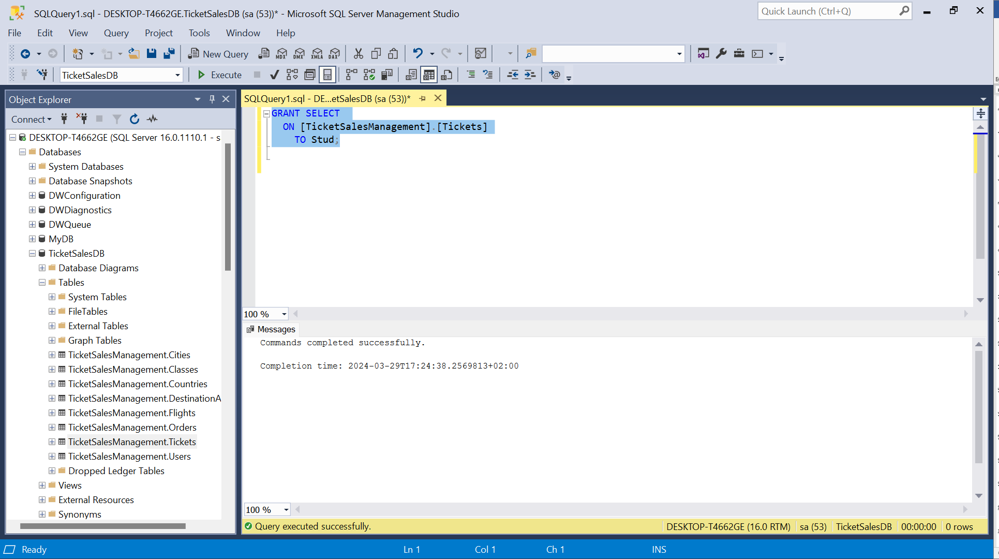 SQLQuery1.sql - DESKTOP-T4662GE.TicketSalesDB (sa (53))* - Microsoft SQL Server Management Studio
Quick Launch (Ctrl+Q)
File Edit View Query Project Tools Window Help
New Query
MDX
DMX
XMLA
DAX
TicketSalesDB
Execute
Object Explorer
Connect
DESKTOP-T4662GE (SQL Server 16.0.1110.1 - s
Databases
System Databases
Database Snapshots
DWConfiguration
DWDiagnostics
DWQueue
MyDB
TicketSalesDB
Database Diagrams
Tables
System Tables
FileTables
External Tables
Graph Tables
TicketSalesManagement.Cities
TicketSalesManagement.Classes
TicketSalesManagement.Countries
TicketSalesManagement.DestinationA
TicketSalesManagement.Flights
TicketSalesManagement.Orders
TicketSalesManagement.Tickets
TicketSalesManagement.Users
Dropped Ledger Tables
Views
External Resources
Synonyms
SQLQuery1.sql - DE...etSalesDB (sa (53))*
GRANT SELECT
ON [TicketSalesManagement].[Tickets]
TO Stud;
100 %
Messages
Commands completed successfully.
Completion time: 2024-03-29T17:24:38.2569813+02:00
100 %
Query executed successfully.
DESKTOP-T4662GE (16.0 RTM) sa (53) TicketSalesDB 00:00:00 0 rows
Ready Ln 1 Col 1 Ch 1 INS